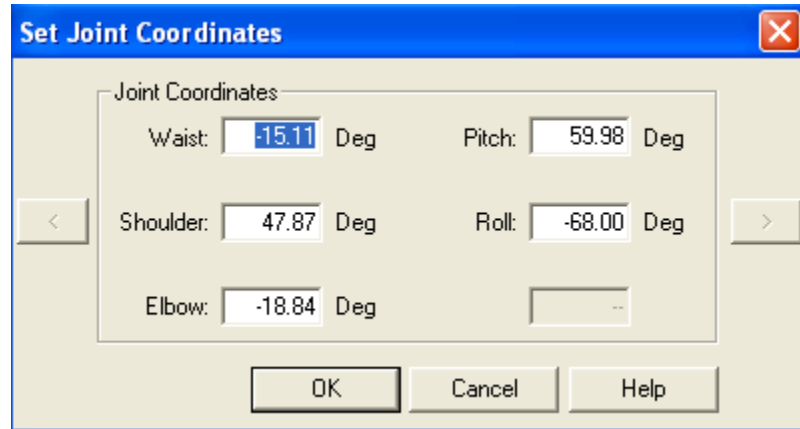 Set Joint Coordinates
Joint Coordinates
Waist: -15.11 Deg Pitch: 59.98 Deg
< Shoulder: 47.87 Deg Roll: -68.00 Deg >
Elbow: -18.84 Deg --
OK Cancel Help